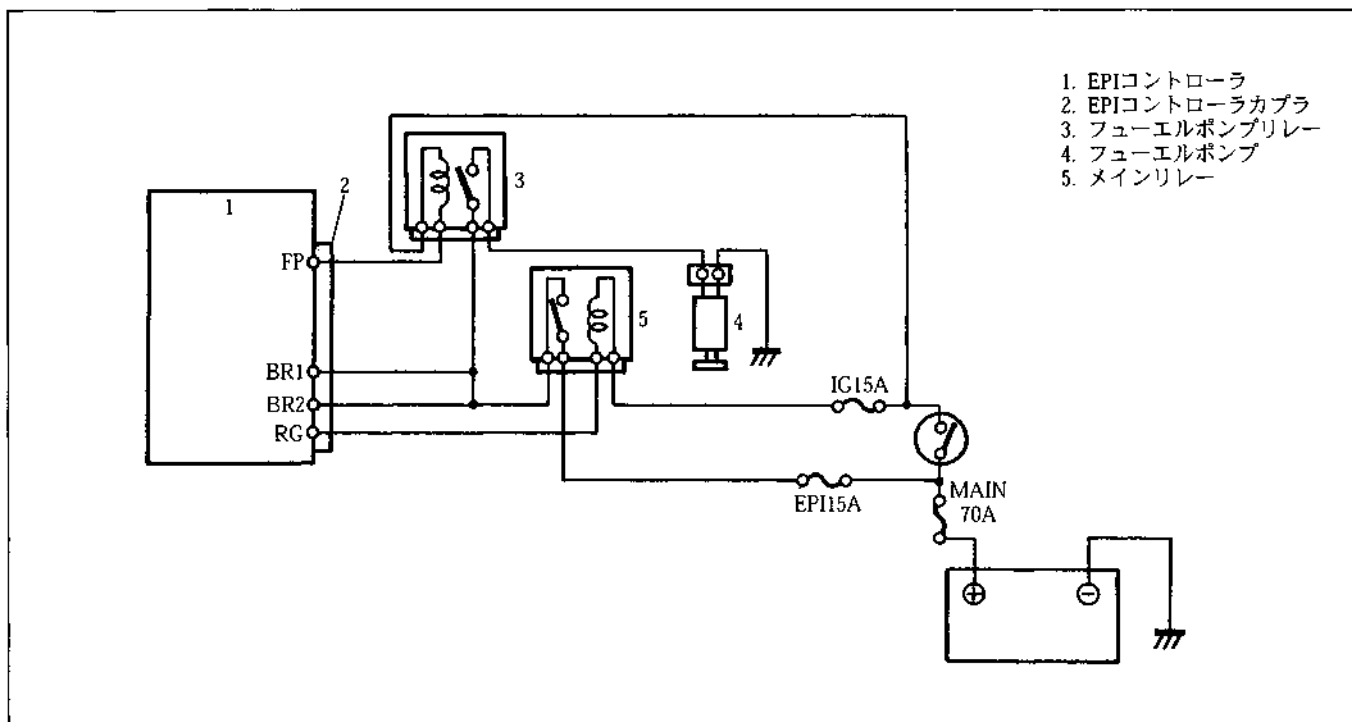 1. EPIコントローラ
2. EPIコントローラカプラ
3. フューエルポンプリレー
4. フューエルポンプ
5. メインリレー
1
2
3
FP
5
4
BR1
BR2
RG
IG15A
EPI15A
MAIN
70A
+
−